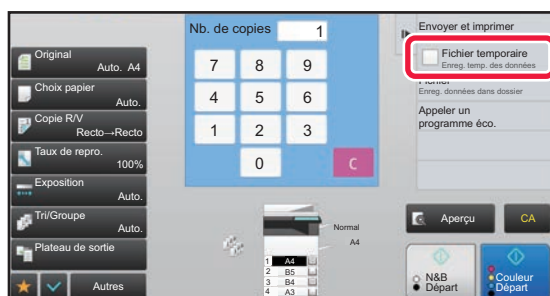 Original
Auto. A4
Choix papier
Auto.
Copie R/V
Recto→Recto
Taux de repro.
100%
Exposition
Auto.
Tri/Groupe
Auto.
Plateau de sortie
Autres
Nb. de copies 1
7 8 9
4 5 6
1 2 3
0 C
Normal
A4
1 A4
2 B5
3 B4
4 A3
Envoyer et imprimer
Fichier temporaire
Enreg. temp. des données
Fichier
Enreg. données dans dossier
Appeler un
programme éco.
Aperçu
CA
N&B
Départ
Couleur
Départ